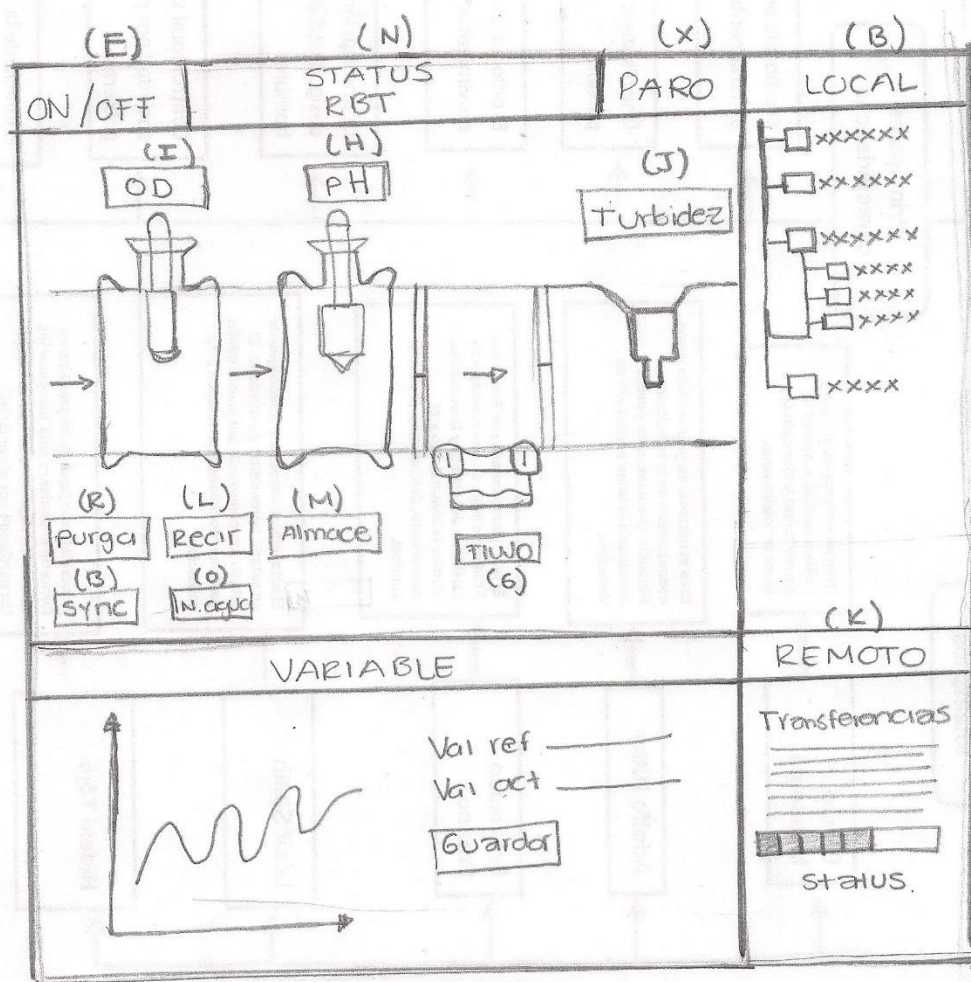 (E)
(N)
(X)
(B)
ON/OFF
STATUS
RBT
PARO
LOCAL
(I)
OD
(H)
pH
(J)
Turbidez
xxxxxx
xxxxxx
xxxxxx
xxxx
xxxx
xxxx
xxxx
(R)
Purga
(L)
Recir
(M)
Almace
Flujo
(G)
(B)
Sync
(O)
N.agua
VARIABLE
(K)
REMOTO
Val ref
Val act
Guardar
Transferencias
Status.